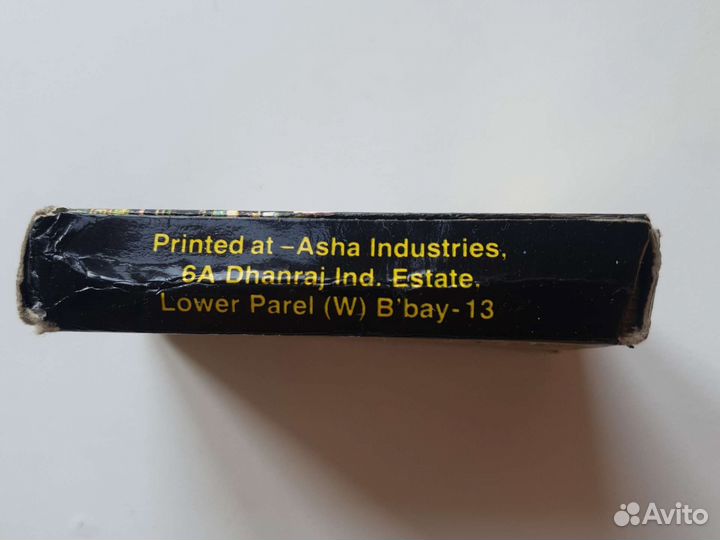 Printed at –Asha Industries,
6A Dhanraj Ind. Estate,
Lower Parel (W) B'bay-13
Avito